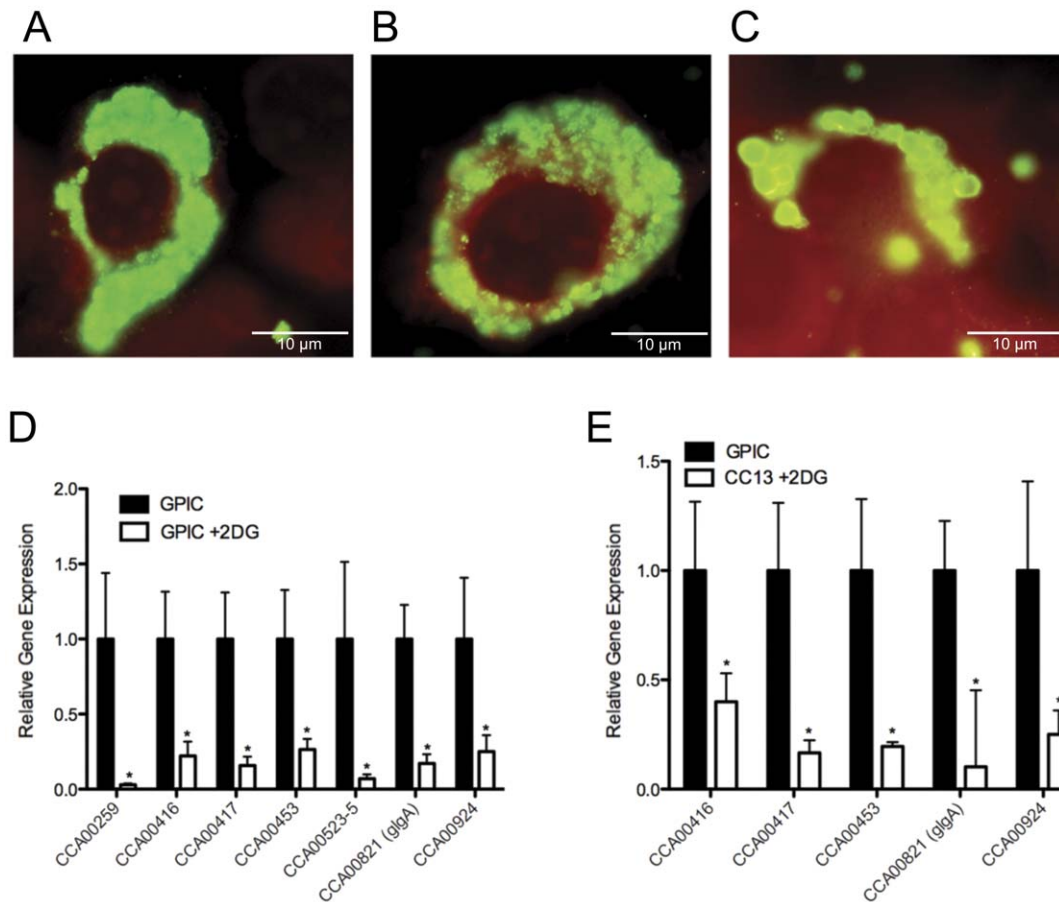 A
B
C
10 µm
10 µm
10 µm
D
E
2.0
1.5
1.0
0.5
0.0
Relative Gene Expression
GPIC
GPIC +2DG
*
*
*
*
*
*
*
CCA00259
CCA00416
CCA00417
CCA00453
CCA00523-5
CCA00821 (glgA)
CCA00924
1.5
1.0
0.5
0.0
Relative Gene Expression
GPIC
CC13 +2DG
*
*
*
*
*
CCA00416
CCA00417
CCA00453
CCA00821 (glgA)
CCA00924